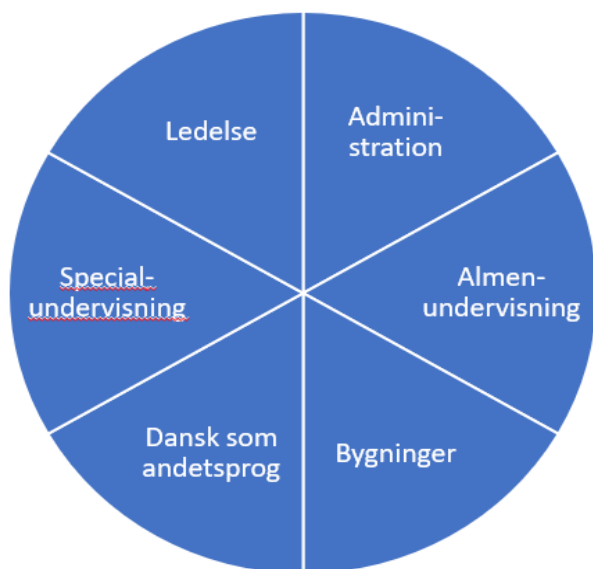 Ledelse
Admini-
stration
Special-
undervisning
Almen-
undervisning
Dansk som
andetsprog
Bygninger